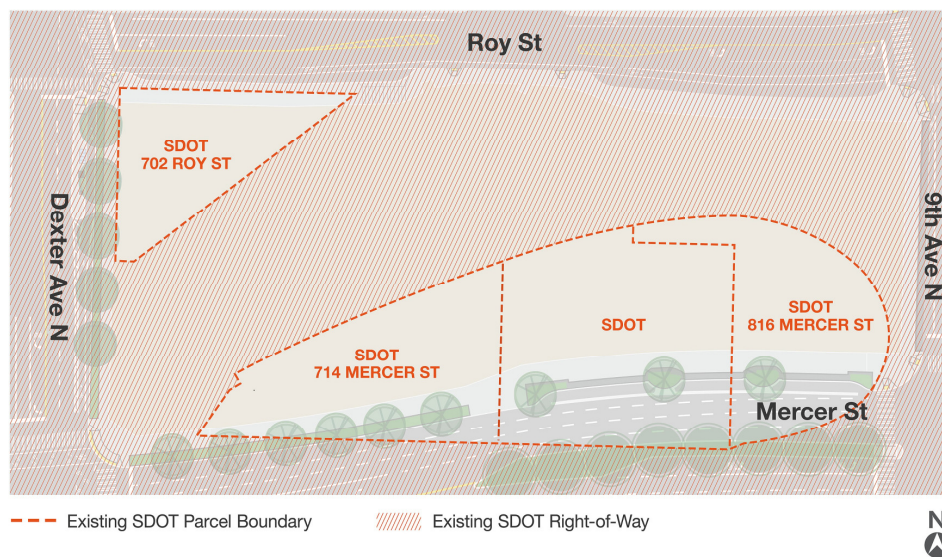 Roy St
SDOT
702 ROY ST
Dexter Ave N
9th Ave N
SDOT
816 MERCER ST
SDOT
SDOT
714 MERCER ST
Mercer St
Existing SDOT Parcel Boundary
Existing SDOT Right-of-Way
N